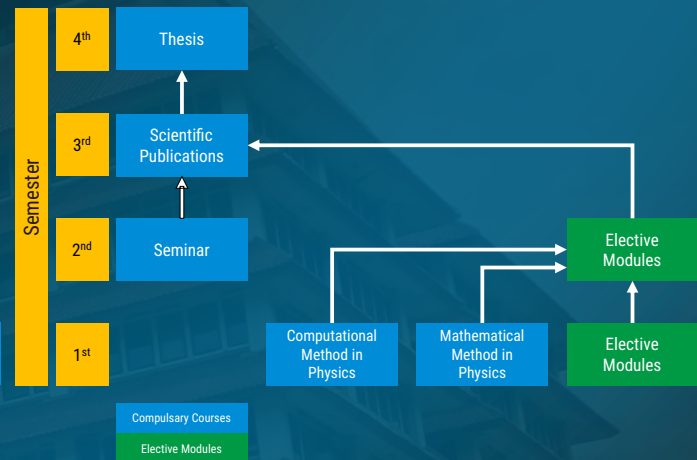 Semester
4th
Thesis
3rd
Scientific
Publications
2nd
Seminar
Elective
Modules
1st
Computational
Method in
Physics
Mathematical
Method in
Physics
Elective
Modules
Compulsary Courses
Elective Modules